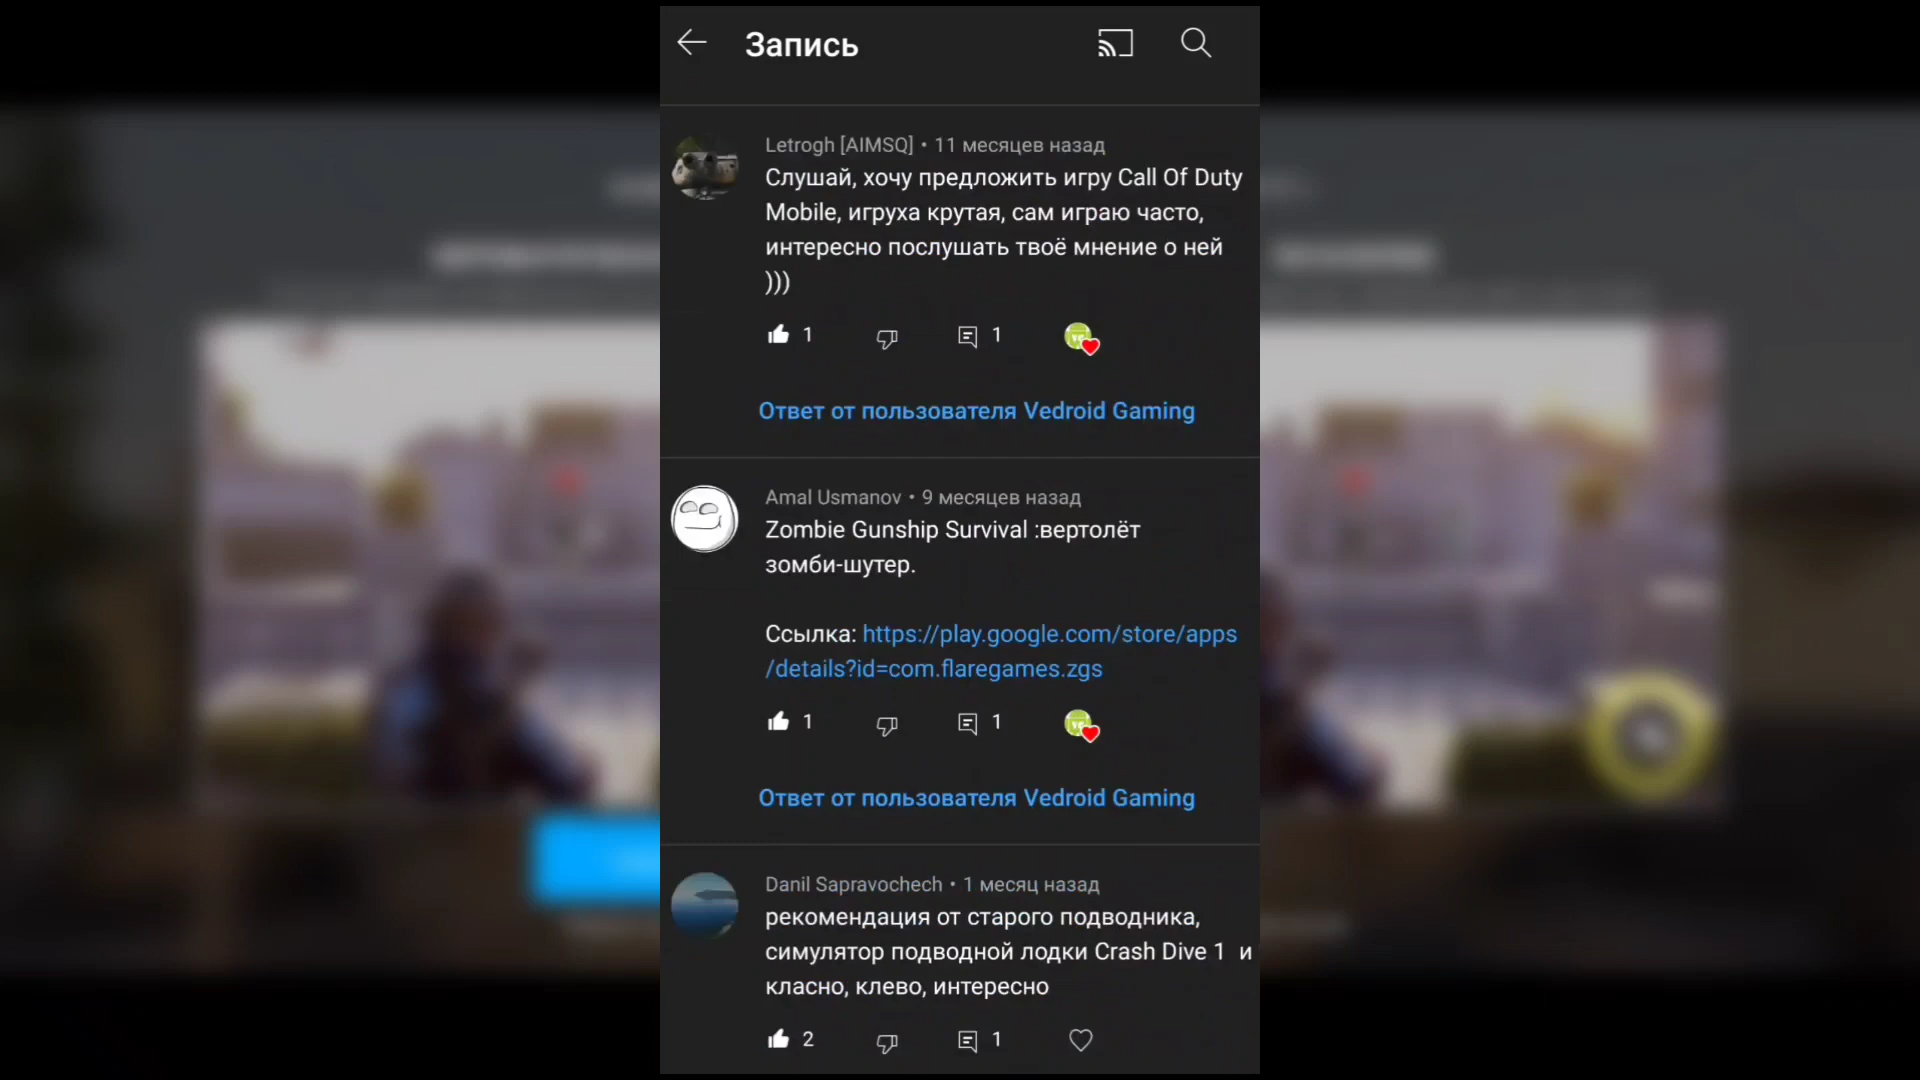 Запись
Letrogh [AIMSQ] • 11 месяцев назад
Слушай, хочу предложить игру Call Of Duty
Mobile, игруха крутая, сам играю часто,
интересно послушать твоё мнение о ней
)))
1 1
Ответ от пользователя Vedroid Gaming
Amal Usmanov • 9 месяцев назад
Zombie Gunship Survival :вертолёт
зомби-шутер.
Ссылка: https://play.google.com/store/apps
/details?id=com.flaregames.zgs
1 1
Ответ от пользователя Vedroid Gaming
Danil Sapravochech • 1 месяц назад
рекомендация от старого подводника,
симулятор подводной лодки Crash Dive 1 и
класно, клево, интересно
2 1